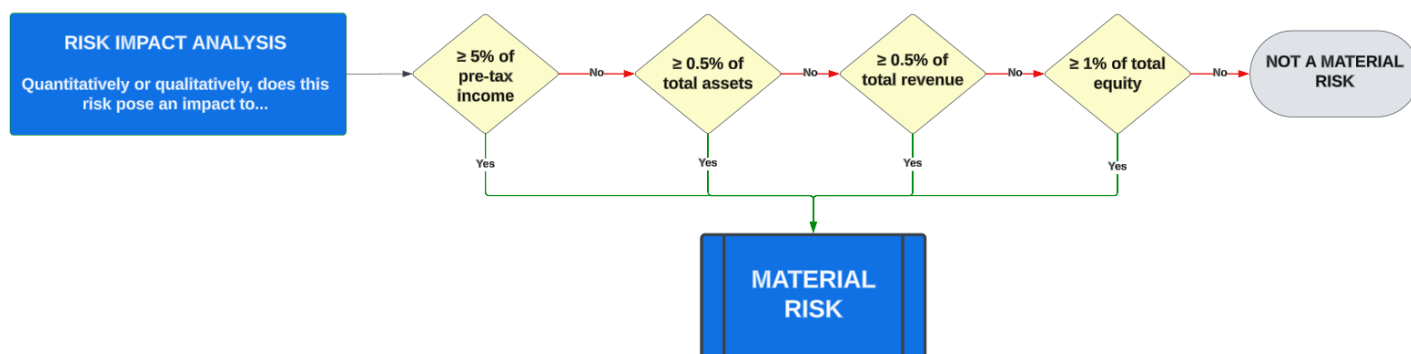 RISK IMPACT ANALYSIS
Quantitatively or qualitatively, does this
risk pose an impact to...
≥ 5% of
pre-tax
income
No
≥ 0.5% of
total assets
No
≥ 0.5% of
total revenue
No
≥ 1% of total
equity
No
NOT A MATERIAL
RISK
Yes
Yes
Yes
Yes
MATERIAL
RISK